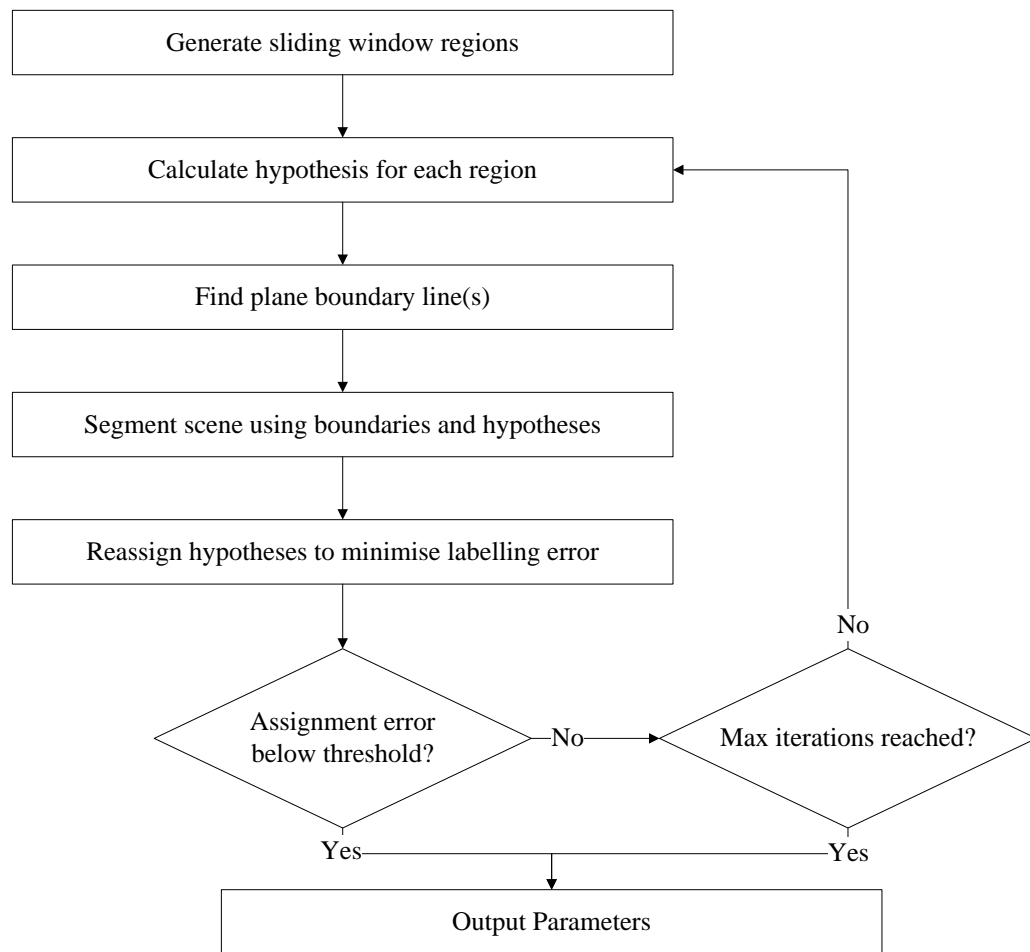 Generate sliding window regions
Calculate hypothesis for each region
Find plane boundary line(s)
Segment scene using boundaries and hypotheses
Reassign hypotheses to minimise labelling error
No
Assignment error
below threshold?
No
Max iterations reached?
Yes
Yes
Output Parameters